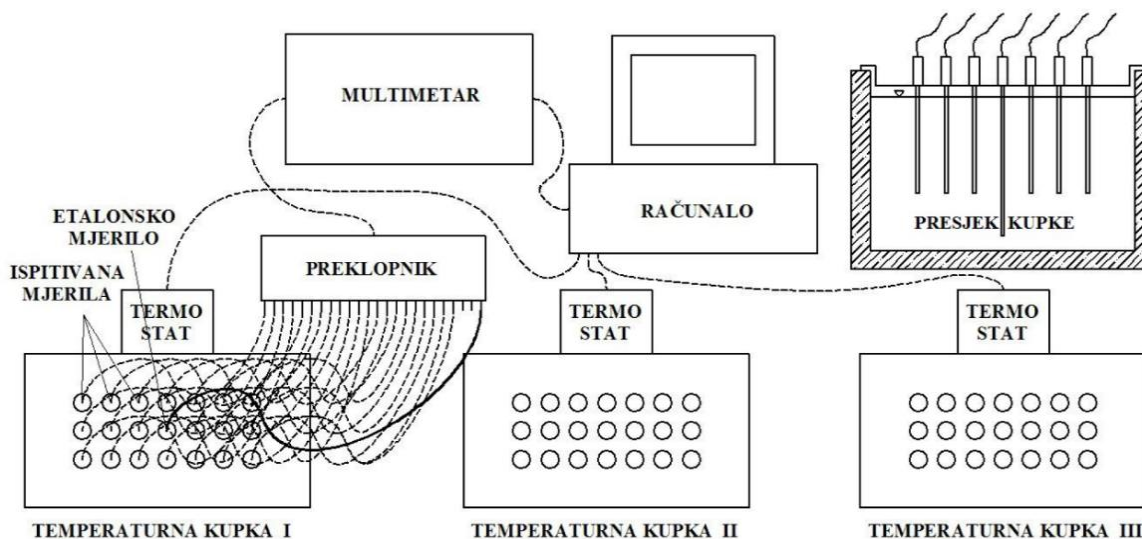 MULTIMETAR
RAČUNALO
PRESJEK KUPKE
ETALONSKO
MJERILO
ISPITIVANA
MJERILA
PREKLOPNIK
TERMO
STAT
TERMO
STAT
TERMO
STAT
TEMPERATURNA KUPKA I
TEMPERATURNA KUPKA II
TEMPERATURNA KUPKA III